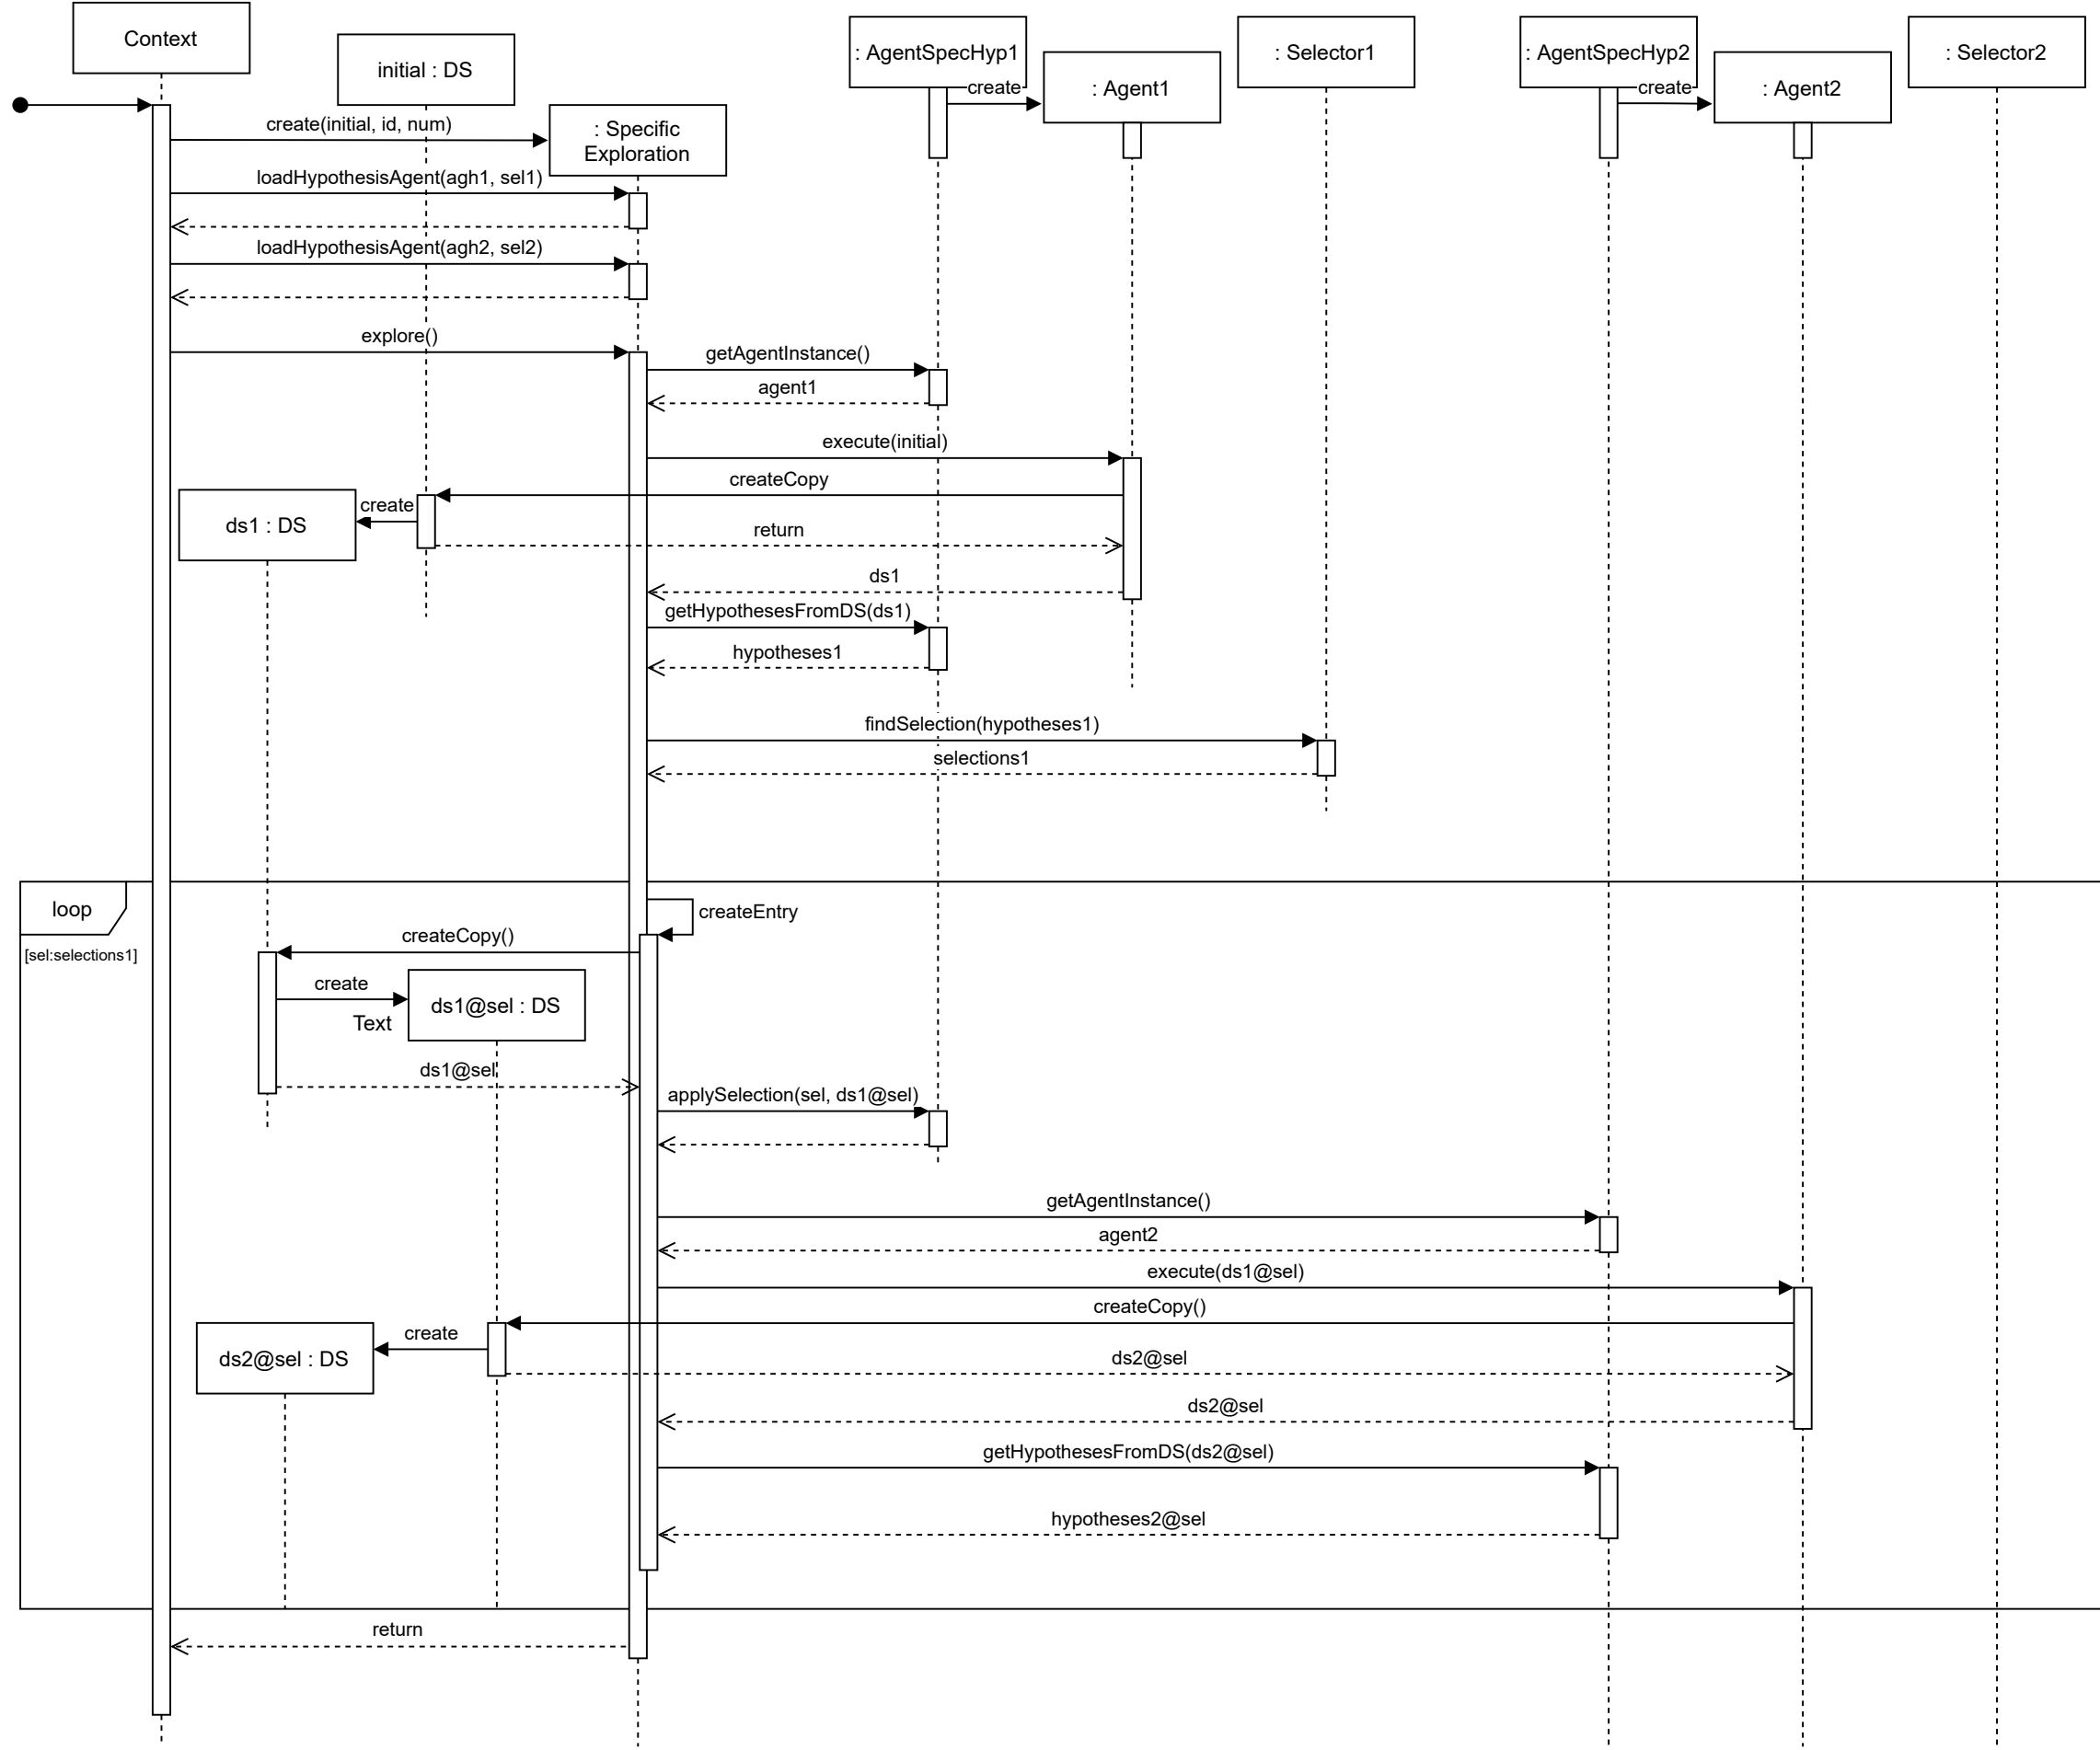 Context
initial : DS
: AgentSpecHyp1
: Selector1
: AgentSpecHyp2
: Selector2
: Agent1
: Agent2
create
create
create(initial, id, num)
: Specific
Exploration
loadHypothesisAgent(agh1, sel1)
loadHypothesisAgent(agh2, sel2)
explore()
getAgentInstance()
agent1
execute(initial)
createCopy
create
ds1 : DS
return
ds1
getHypothesesFromDS(ds1)
hypotheses1
findSelection(hypotheses1)
selections1
loop
[sel:selections1]
createEntry
createCopy()
create
ds1@sel : DS
Text
ds1@sel
applySelection(sel, ds1@sel)
getAgentInstance()
agent2
execute(ds1@sel)
createCopy()
create
ds2@sel : DS
ds2@sel
ds2@sel
getHypothesesFromDS(ds2@sel)
hypotheses2@sel
return